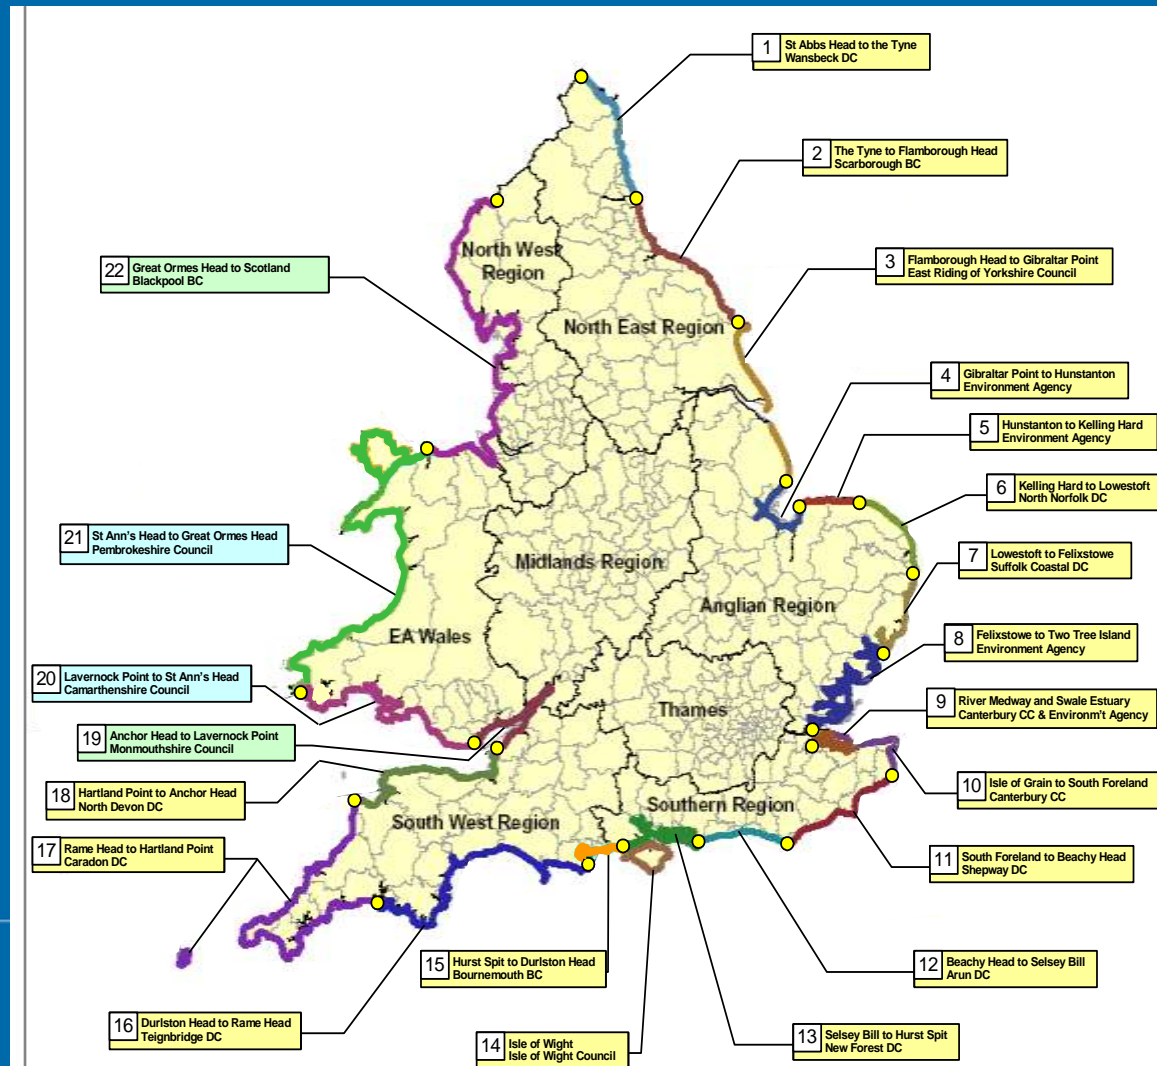 1 St Abbs Head to the Tyne
Wansbeck DC
2 The Tyne to Flamborough Head
Scarborough BC
3 Flamborough Head to Gibraltar Point
East Riding of Yorkshire Council
4 Gibraltar Point to Hunstanton
Environment Agency
5 Hunstanton to Kelling Hard
Environment Agency
6 Kelling Hard to Lowestoft
North Norfolk DC
7 Lowestoft to Felixstowe
Suffolk Coastal DC
8 Felixstowe to Two Tree Island
Environment Agency
9 River Medway and Swale Estuary
Canterbury CC & Environm't Agency
10 Isle of Grain to South Foreland
Canterbury CC
11 South Foreland to Beachy Head
Shepway DC
12 Beachy Head to Selsey Bill
Arun DC
13 Selsey Bill to Hurst Spit
New Forest DC
14 Isle of Wight
Isle of Wight Council
15 Hurst Spit to Durlston Head
Bournemouth BC
16 Durlston Head to Rame Head
Teignbridge DC
17 Rame Head to Hartland Point
Caradon DC
18 Hartland Point to Anchor Head
North Devon DC
19 Anchor Head to Lavernock Point
Monmouthshire Council
20 Lavernock Point to St Ann's Head
Camarthenshire Council
21 St Ann's Head to Great Ormes Head
Pembrokeshire Council
22 Great Ormes Head to Scotland
Blackpool BC
North West
Region
North East Region
Midlands Region
Anglian Region
EA Wales
Thames
Southern Region
South West Region